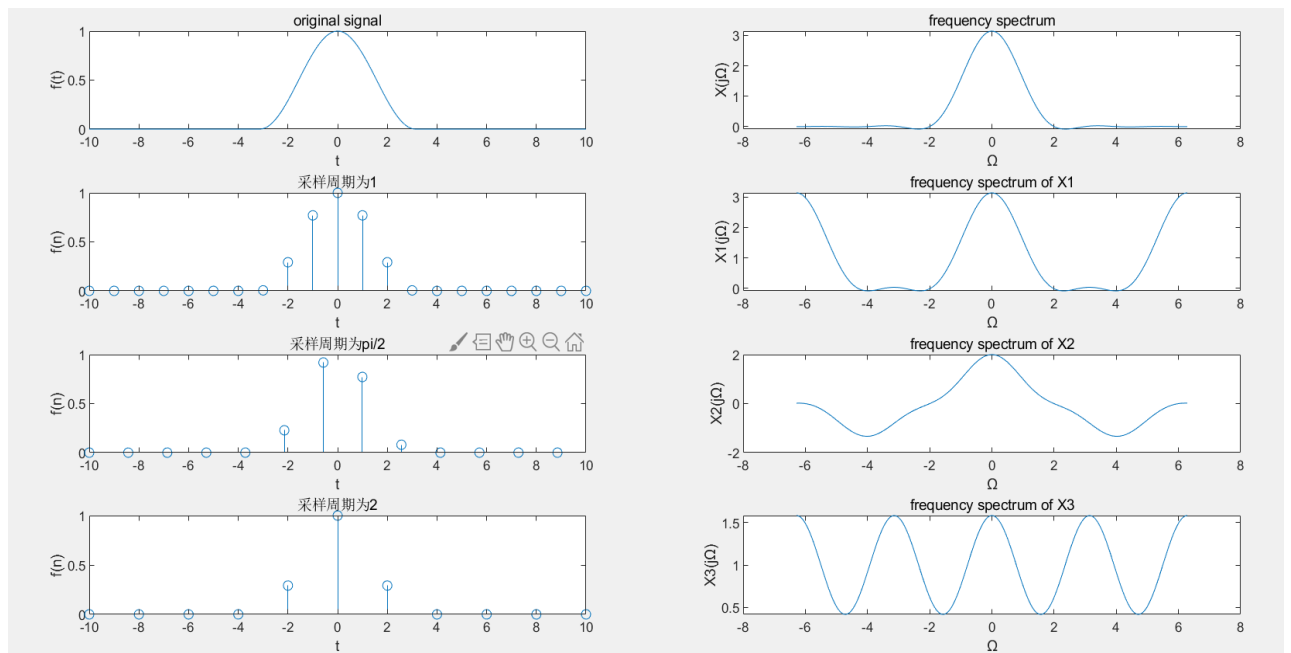 original signal
f(t)
1
0.5
0
-10 -8 -6 -4 -2 0 2 4 6 8 10
t
frequency spectrum
X(jΩ)
3
2
1
0
-8 -6 -4 -2 0 2 4 6 8
Ω
采样周期为1
f(n)
1
0.5
0
-10 -8 -6 -4 -2 0 2 4 6 8 10
t
frequency spectrum of X1
X1(jΩ)
3
2
1
0
-8 -6 -4 -2 0 2 4 6 8
Ω
采样周期为pi/2
f(n)
1
0.5
0
-10 -8 -6 -4 -2 0 2 4 6 8 10
t
frequency spectrum of X2
X2(jΩ)
2
0
-2
-8 -6 -4 -2 0 2 4 6 8
Ω
采样周期为2
f(n)
1
0.5
0
-10 -8 -6 -4 -2 0 2 4 6 8 10
t
frequency spectrum of X3
X3(jΩ)
1.5
1
0.5
-8 -6 -4 -2 0 2 4 6 8
Ω